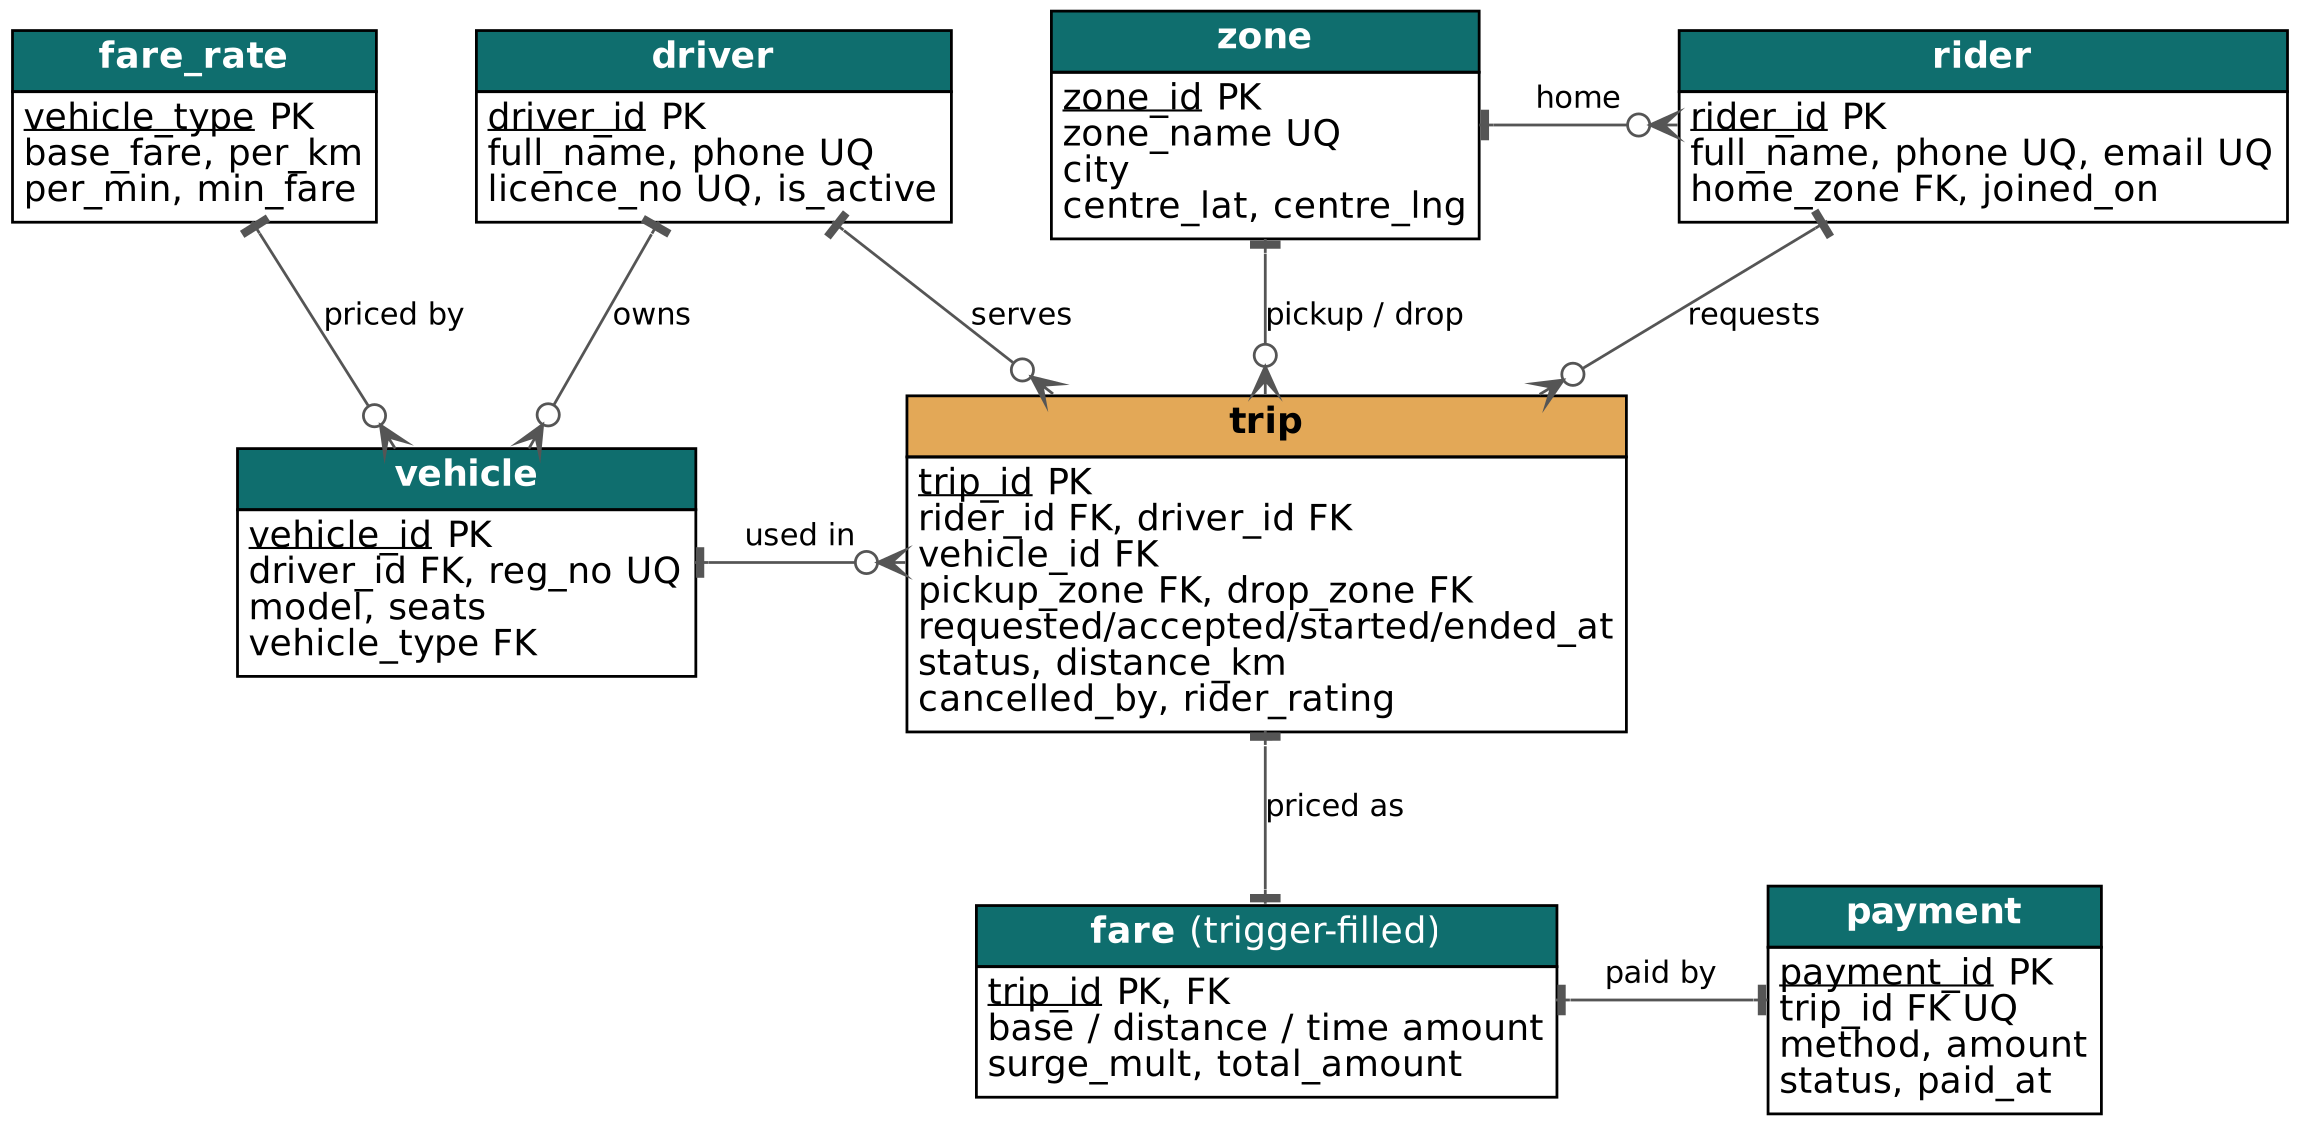 fare_rate
vehicle_type PK
base_fare, per_km
per_min, min_fare
driver
driver_id PK
full_name, phone UQ
licence_no UQ, is_active
zone
zone_id PK
zone_name UQ
city
centre_lat, centre_lng
home
rider
rider_id PK
full_name, phone UQ, email UQ
home_zone FK, joined_on
priced by
owns
serves
pickup / drop
requests
vehicle
vehicle_id PK
driver_id FK, reg_no UQ
model, seats
vehicle_type FK
used in
trip
trip_id PK
rider_id FK, driver_id FK
vehicle_id FK
pickup_zone FK, drop_zone FK
requested/accepted/started/ended_at
status, distance_km
cancelled_by, rider_rating
priced as
fare (trigger-filled)
trip_id PK, FK
base / distance / time amount
surge_mult, total_amount
paid by
payment
payment_id PK
trip_id FK UQ
method, amount
status, paid_at